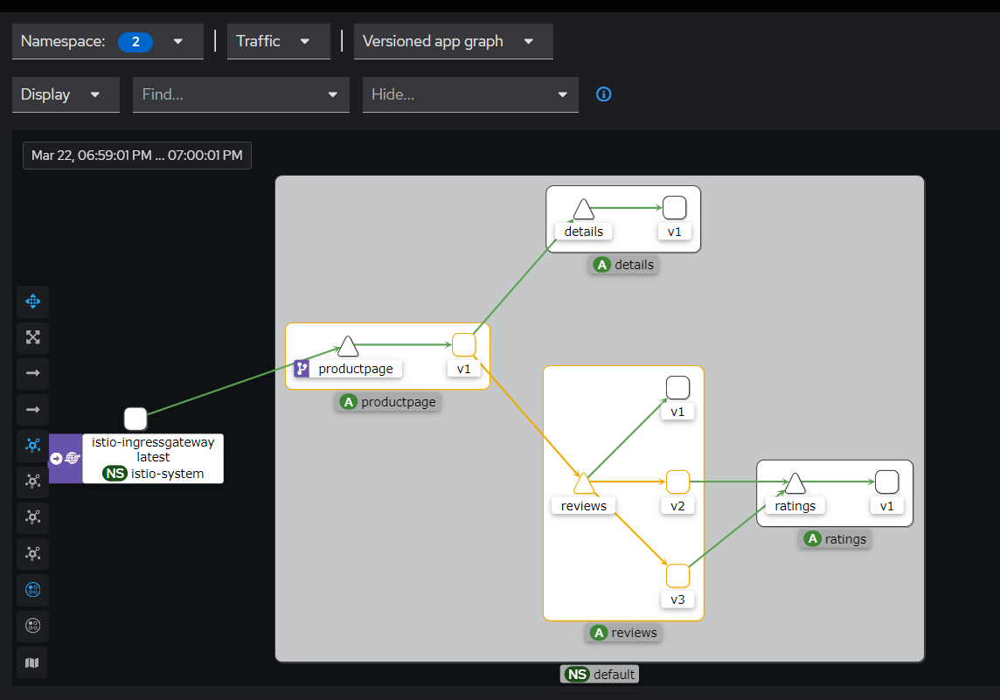 Namespace: 2
Traffic
Versioned app graph
Display
Find...
Hide...
Mar 22, 06:59:01 PM ... 07:00:01 PM
details
v1
A details
productpage
v1
A productpage
v1
istio-ingressgateway
latest
NS istio-system
reviews
v2
ratings
v1
A ratings
v3
A reviews
NS default